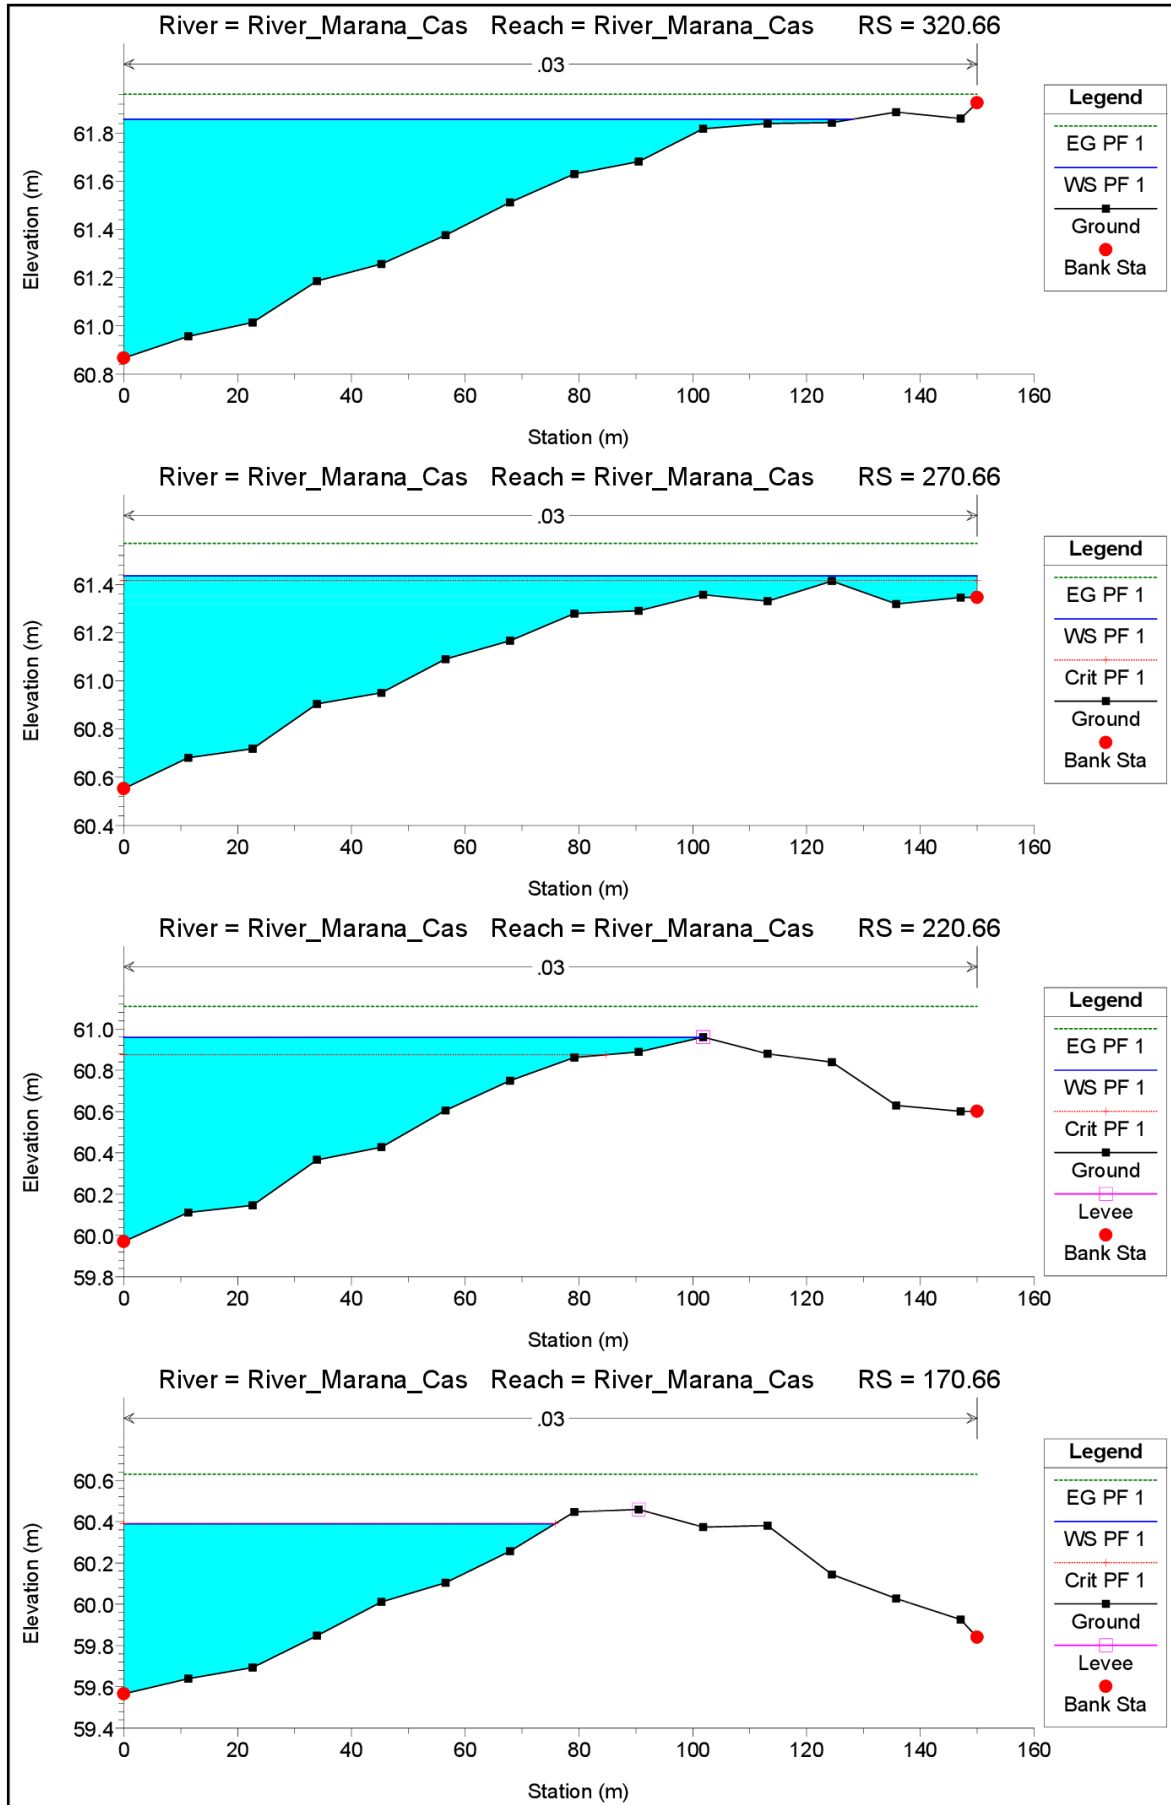 River = River_Marana_Cas Reach = River_Marana_Cas RS = 320.66
.03
Legend
EG PF 1
WS PF 1
Ground
Bank Sta
Elevation (m)
61.8
61.6
61.4
61.2
61.0
60.8
0 20 40 60 80 100 120 140 160
Station (m)
River = River_Marana_Cas Reach = River_Marana_Cas RS = 270.66
.03
Legend
EG PF 1
WS PF 1
Crit PF 1
Ground
Bank Sta
Elevation (m)
61.4
61.2
61.0
60.8
60.6
60.4
0 20 40 60 80 100 120 140 160
Station (m)
River = River_Marana_Cas Reach = River_Marana_Cas RS = 220.66
.03
Legend
EG PF 1
WS PF 1
Crit PF 1
Ground
Levee
Bank Sta
Elevation (m)
61.0
60.8
60.6
60.4
60.2
60.0
59.8
0 20 40 60 80 100 120 140 160
Station (m)
River = River_Marana_Cas Reach = River_Marana_Cas RS = 170.66
.03
Legend
EG PF 1
WS PF 1
Crit PF 1
Ground
Levee
Bank Sta
Elevation (m)
60.6
60.4
60.2
60.0
59.8
59.6
59.4
0 20 40 60 80 100 120 140 160
Station (m)